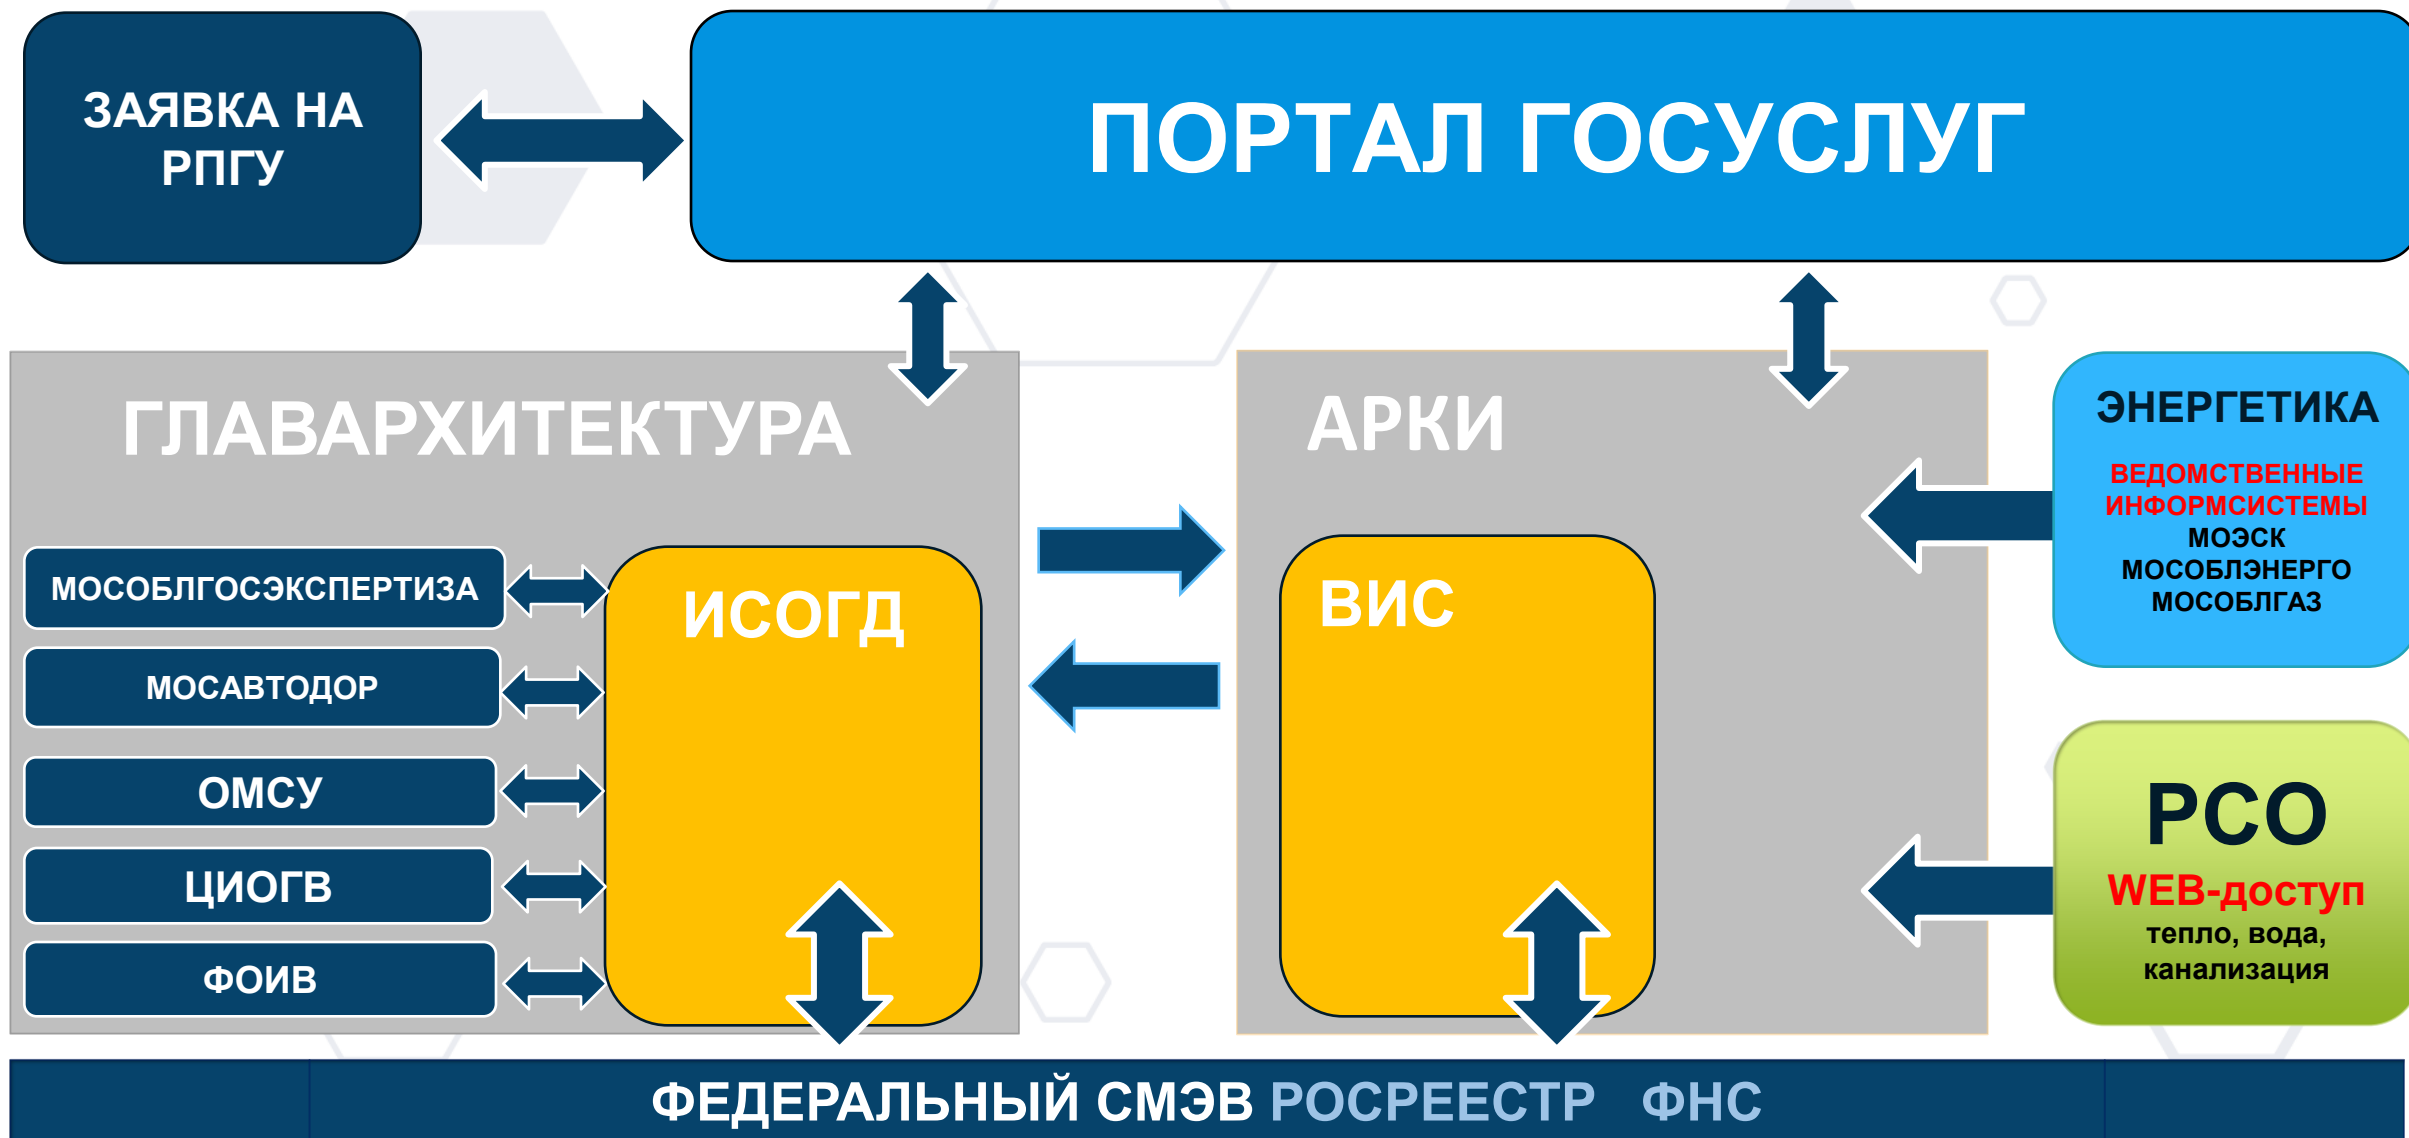 ЗАЯВКА НА
РПГУ
ПОРТАЛ ГОСУСЛУГ
ГЛАВАРХИТЕКТУРА
МОСОБЛГОСЭКСПЕРТИЗА
МОСАВТОДОР
ОМСУ
ЦИОГВ
ФОИВ
ИСОГД
АРКИ
ВИС
ЭНЕРГЕТИКА
ВЕДОМСТВЕННЫЕ
ИНФОРМСИСТЕМЫ
МОЭСК
МОСОБЛЭНЕРГО
МОСОБЛГАЗ
РСО
WEB-доступ
тепло, вода,
канализация
ФЕДЕРАЛЬНЫЙ СМЭВ РОСРЕЕСТР ФНС